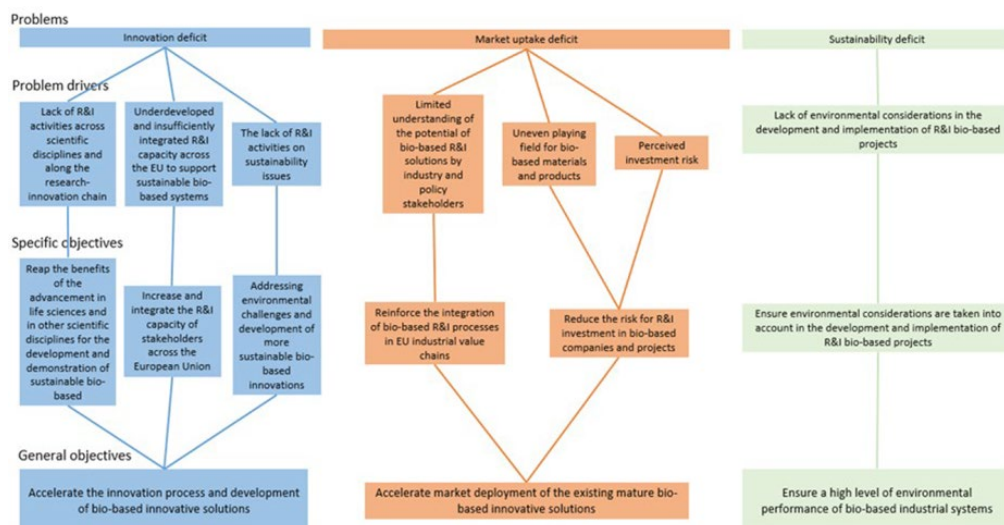 Problems
Innovation deficit
Market uptake deficit
Sustainability deficit
Problem drivers
Lack of R&I
activities across
scientific
disciplines and
along the
research-
innovation chain
Underdeveloped
and insufficiently
integrated R&I
capacity across
the EU to support
sustainable bio-
based systems
The lack of R&I
activities on
sustainability
issues
Limited
understanding of
the potential of
bio-based R&I
solutions by
industry and
policy
stakeholders
Uneven playing
field for bio-
based materials
and products
Perceived
investment risk
Lack of environmental considerations in the
development and implementation of R&I bio-based
projects
Specific objectives
Reap the benefits
of the
advancement in
life sciences and
in other scientific
disciplines for the
development and
demonstration of
sustainable bio-
based
Increase and
integrate the R&I
capacity of
stakeholders
across the
European Union
Addressing
environmental
challenges and
development of
more
sustainable bio-
based
innovations
Reinforce the integration
of bio-based R&I processes
in EU industrial value
chains
Reduce the risk for R&I
investment in bio-based
companies and projects
Ensure environmental considerations are taken into
account in the development and implementation of
R&I bio-based projects
General objectives
Accelerate the innovation process and development
of bio-based innovative solutions
Accelerate market deployment of the existing mature bio-
based innovative solutions
Ensure a high level of environmental
performance of bio-based industrial systems